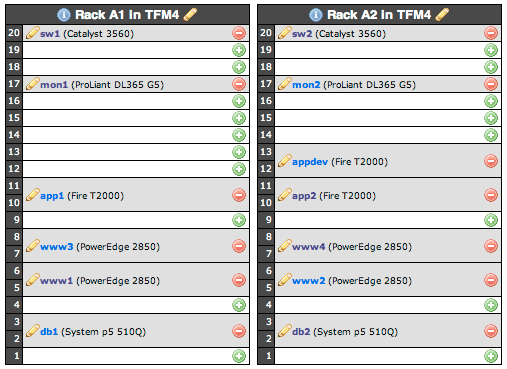 Rack A1 in TFM4
20 sw1 (Catalyst 3560)
19
18
17 mon1 (ProLiant DL365 G5)
16
15
14
13
12
11
app1 (Fire T2000)
10
9
8
www3 (PowerEdge 2850)
7
6
www1 (PowerEdge 2850)
5
4
3
db1 (System p5 510Q)
2
1
Rack A2 in TFM4
20 sw2 (Catalyst 3560)
19
18
17 mon2 (ProLiant DL365 G5)
16
15
14
13
appdev (Fire T2000)
12
11
app2 (Fire T2000)
10
9
8
www4 (PowerEdge 2850)
7
6
www2 (PowerEdge 2850)
5
4
3
db2 (System p5 510Q)
2
1